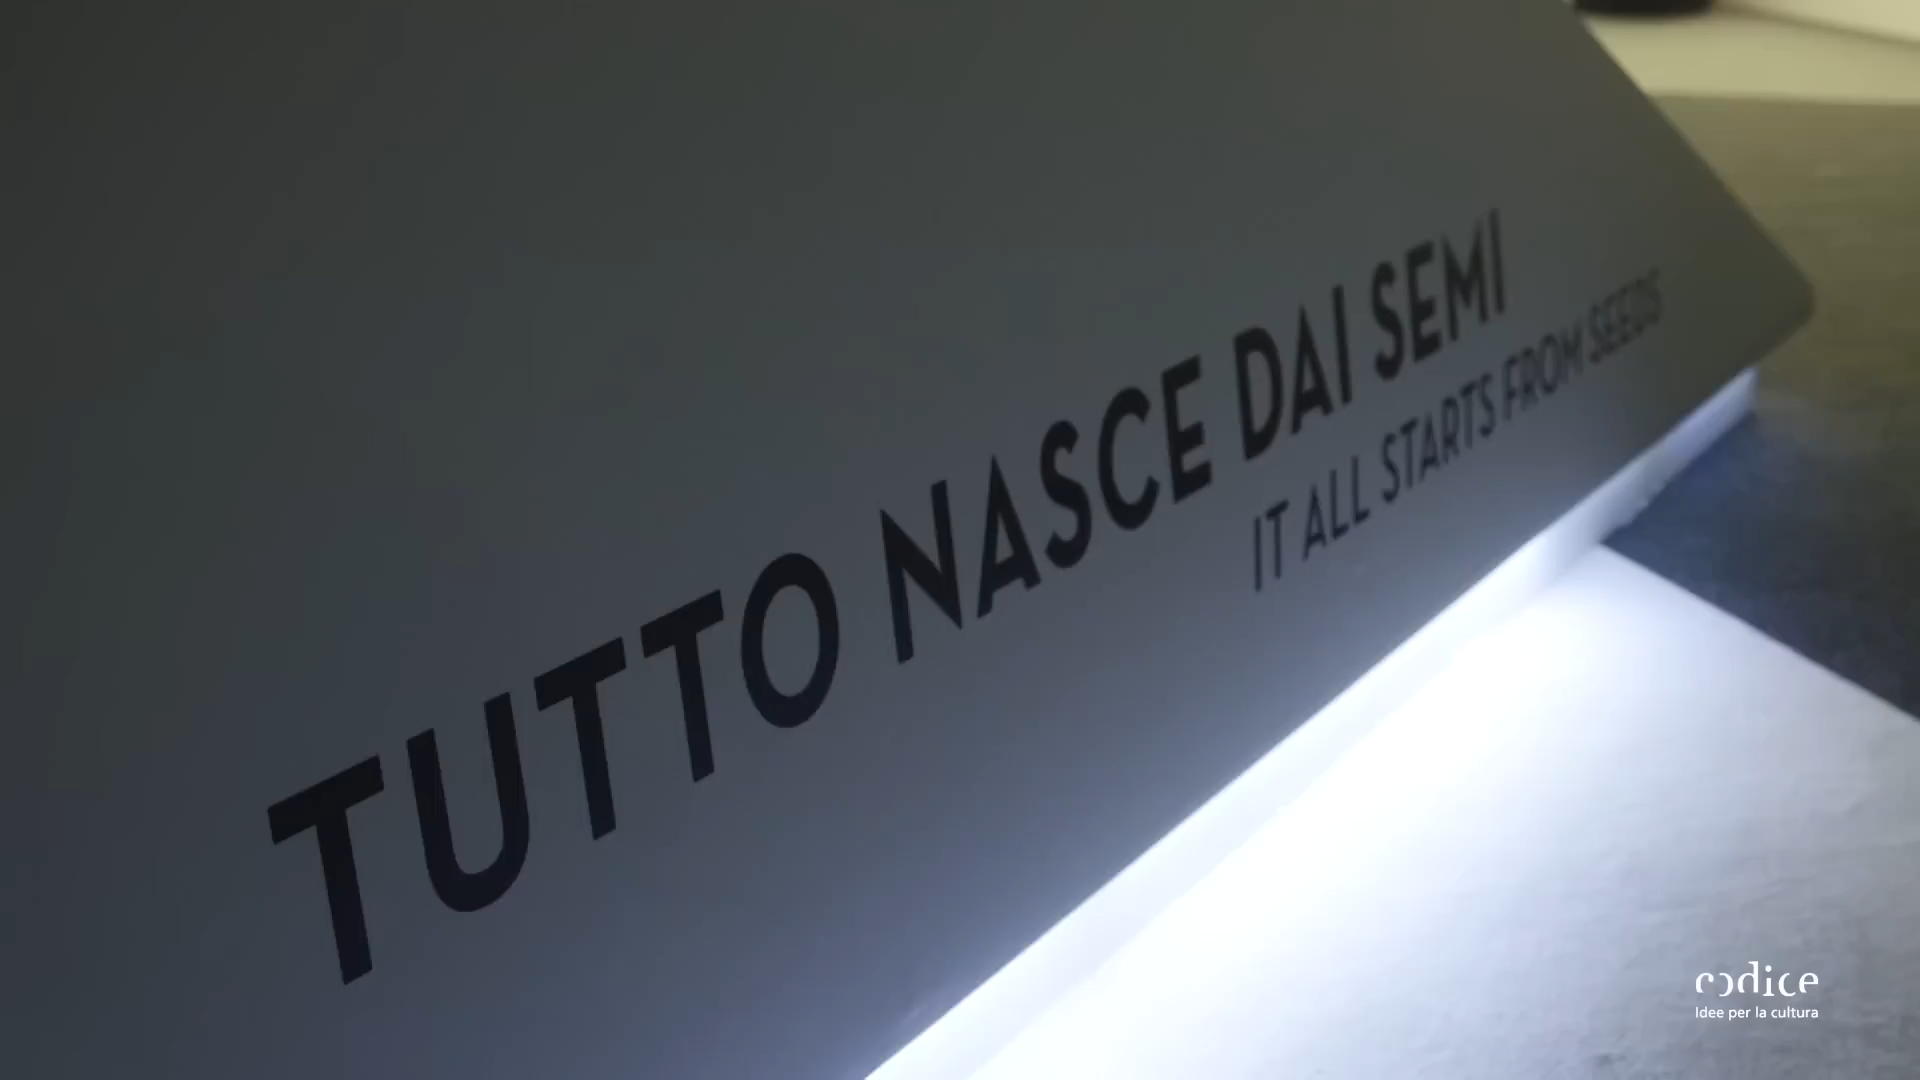 TUTTO NASCE DAI SEMI
IT ALL STARTS FROM SEEDS
codice
Idee per la cultura